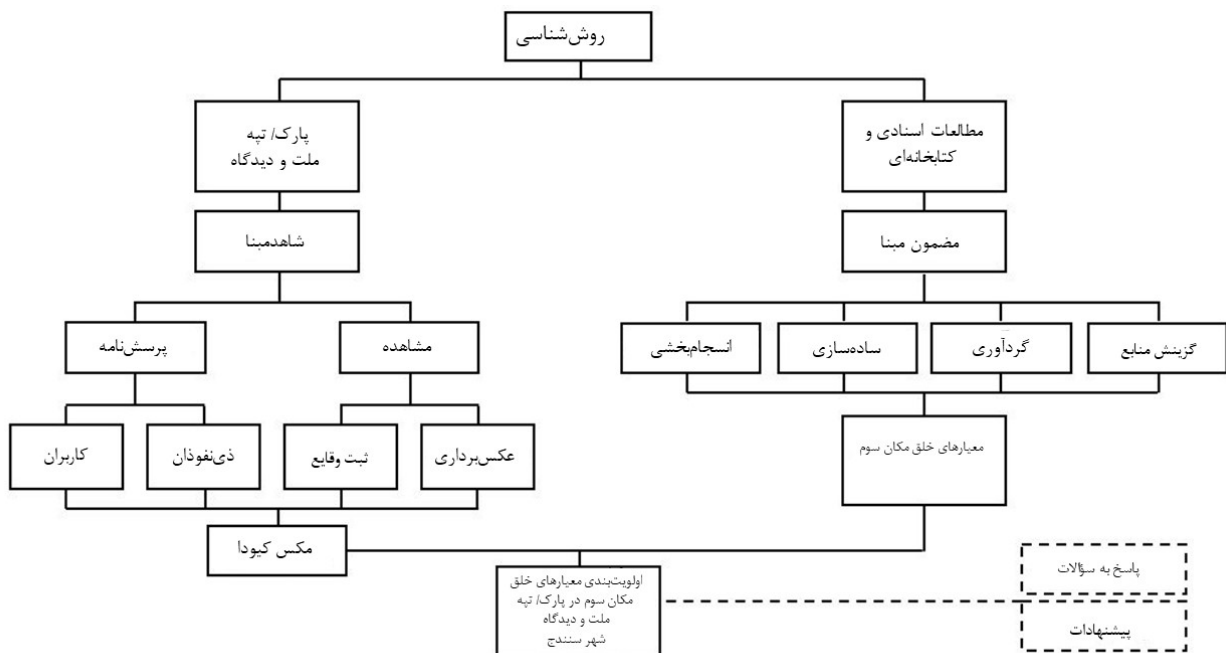 روش‌شناسی
مطالعات اسنادی و
کتابخانه‌ای
پارک/ تپه
ملت و دیدگاه
مضمون مبنا
شاهدمبنا
گزینش منابع
گردآوری
ساده‌سازی
انسجام‌بخشی
مشاهده
پرسش‌نامه
معیارهای خلق مکان سوم
عکس‌برداری
ثبت وقایع
ذی‌نفوذان
کاربران
مکس کیودا
اولویت‌بندی معیارهای خلق
مکان سوم در پارک/ تپه
ملت و دیدگاه
شهر سنندج
پاسخ به سؤالات
پیشنهادات